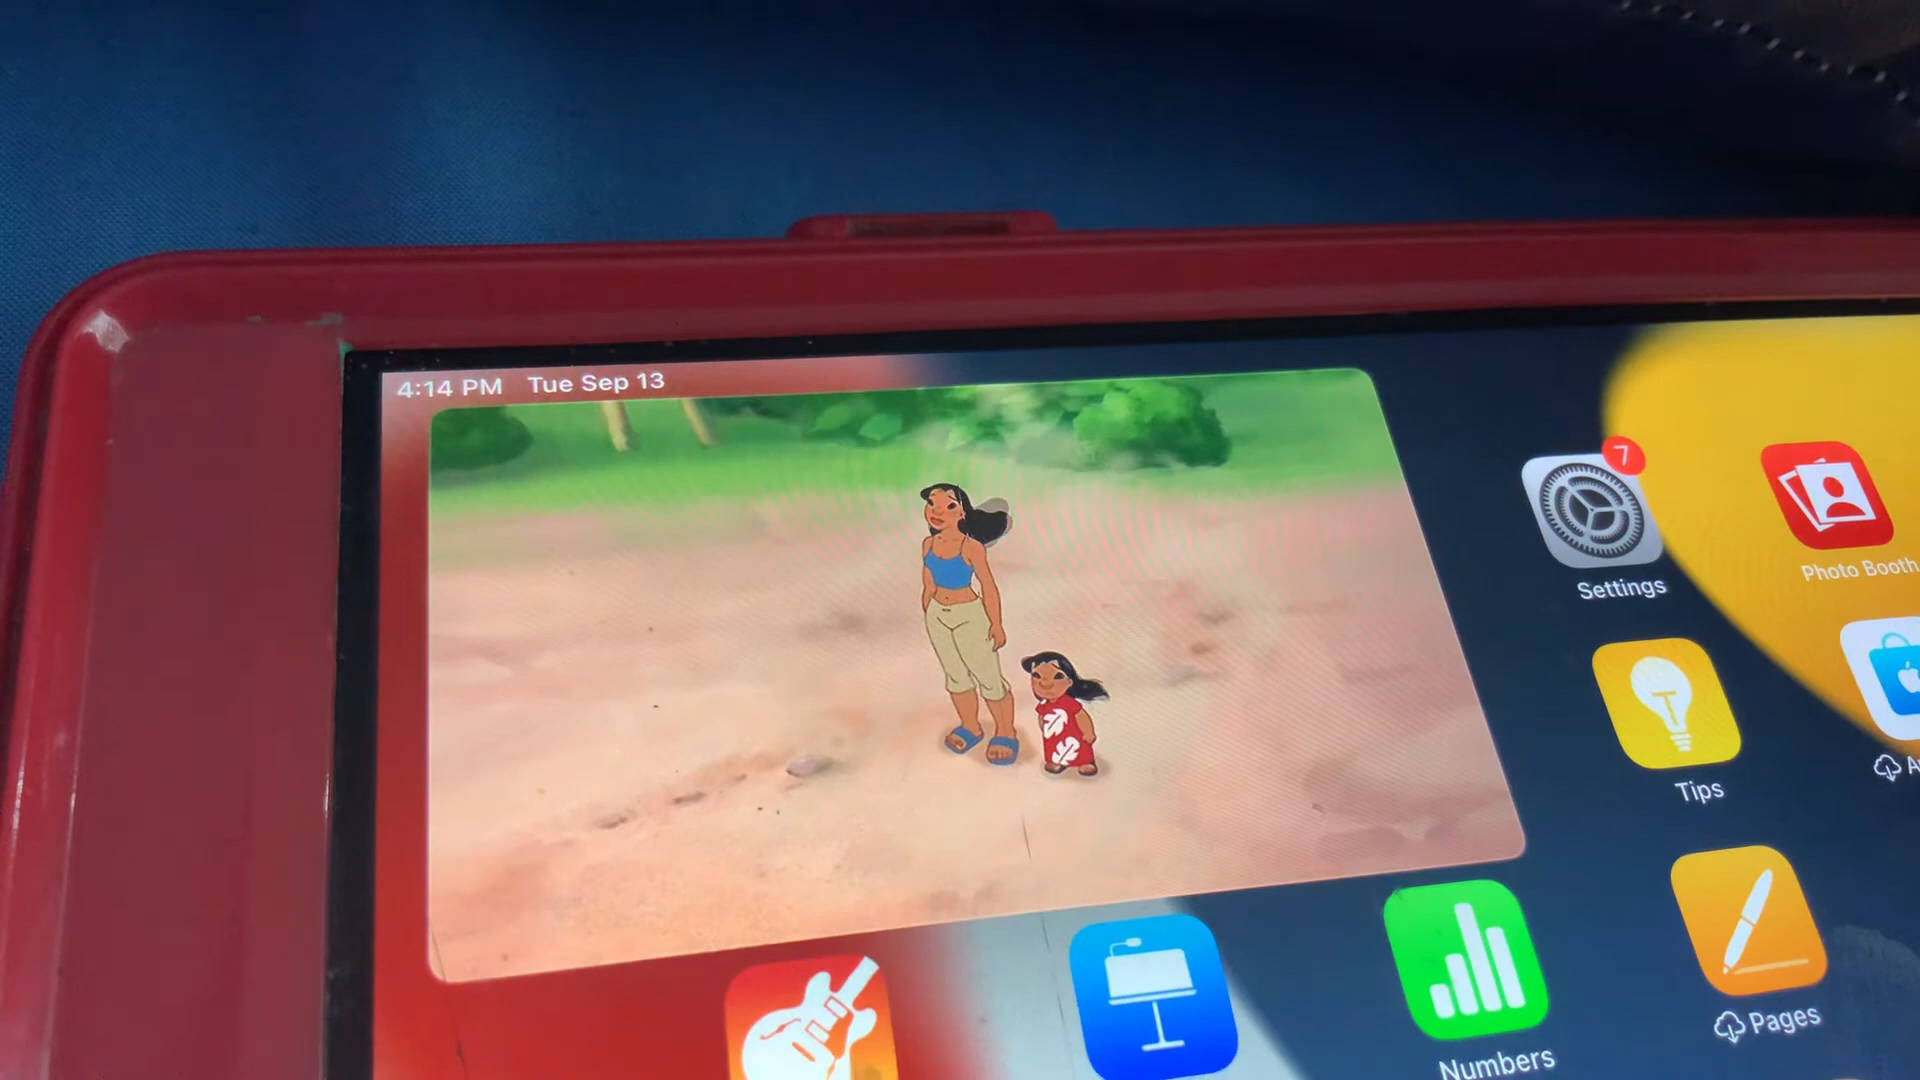 4:14 PM Tue Sep 13
7
Settings
Photo Booth
Tips
A
Pages
Numbers